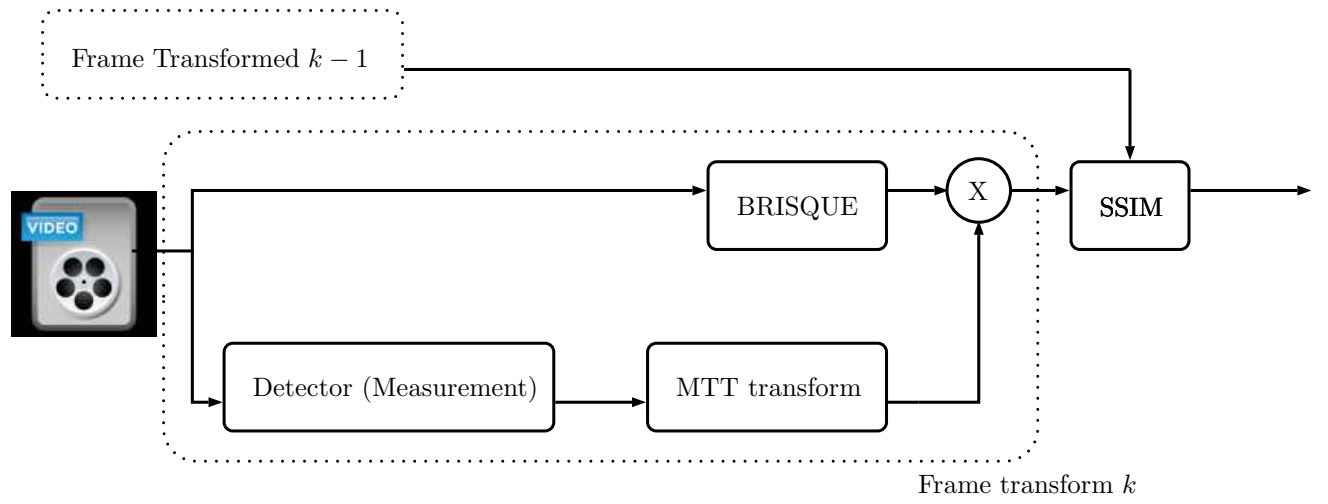 Frame Transformed k − 1
VIDEO
BRISQUE
X
SSIM
Detector (Measurement)
MTT transform
Frame transform k